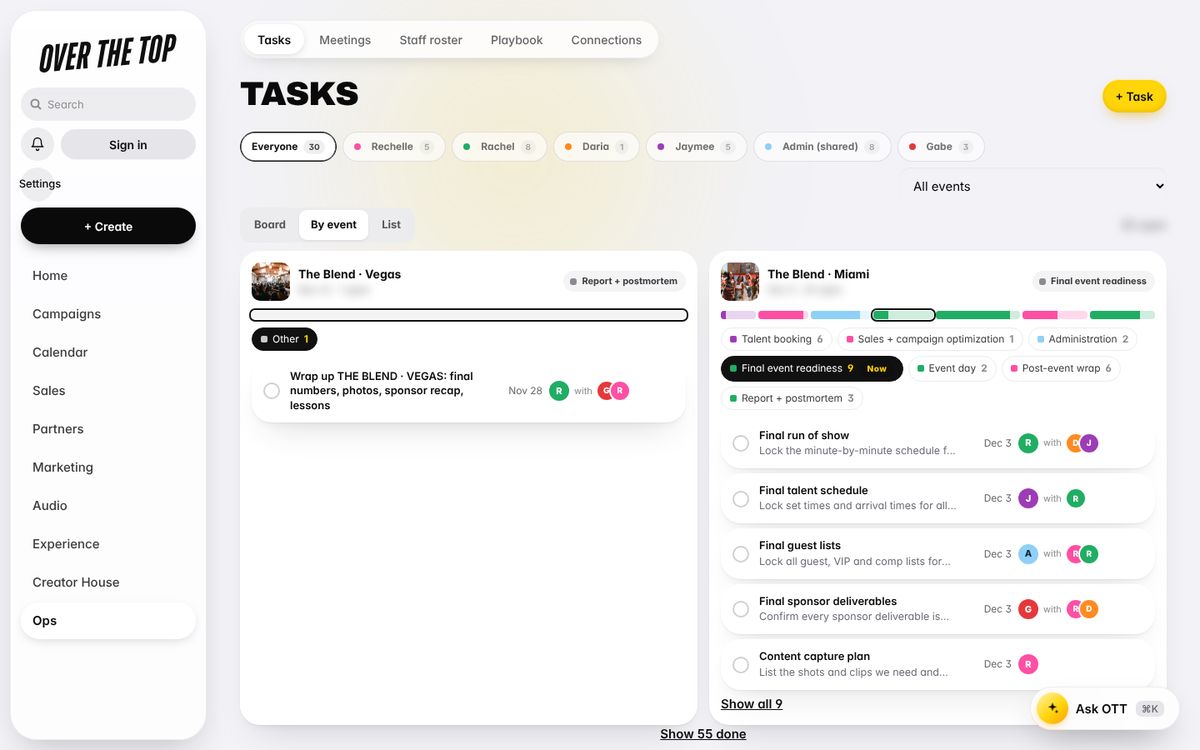 OVER THE TOP
Search
Sign in
Settings
+ Create
Home
Campaigns
Calendar
Sales
Partners
Marketing
Audio
Experience
Creator House
Ops
Tasks Meetings Staff roster Playbook Connections
TASKS
+ Task
Everyone 30 Rechelle 5 Rachel 8 Daria 1 Jaymee 5 Admin (shared) 8 Gabe 3
All events
Board By event List
The Blend · Vegas
Report + postmortem
Other 1
Wrap up THE BLEND · VEGAS: final
numbers, photos, sponsor recap,
lessons
Nov 28 R with G R
The Blend · Miami
Final event readiness
Talent booking 6 Sales + campaign optimization 1 Administration 2
Final event readiness 9 Now Event day 2 Post-event wrap 6
Report + postmortem 3
Final run of show
Lock the minute-by-minute schedule f...
Dec 3 R with D J
Final talent schedule
Lock set times and arrival times for all...
Dec 3 J with R
Final guest lists
Lock all guest, VIP and comp lists for...
Dec 3 A with R R
Final sponsor deliverables
Confirm every sponsor deliverable is...
Dec 3 G with R D
Content capture plan
List the shots and clips we need and...
Dec 3 R
Show all 9
Ask OTT ⌘K
Show 55 done